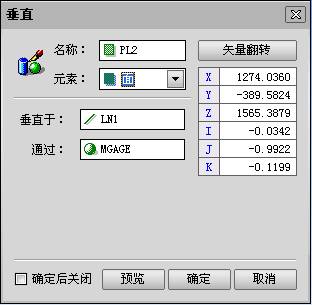 垂直
名称： PL2
元素： 面
垂直于： LN1
通过： MGAGE
矢量翻转
X 1274.0360
Y -389.5824
Z 1565.3879
I -0.0342
J -0.9922
K -0.1199
确定后关闭 预览 确定 取消